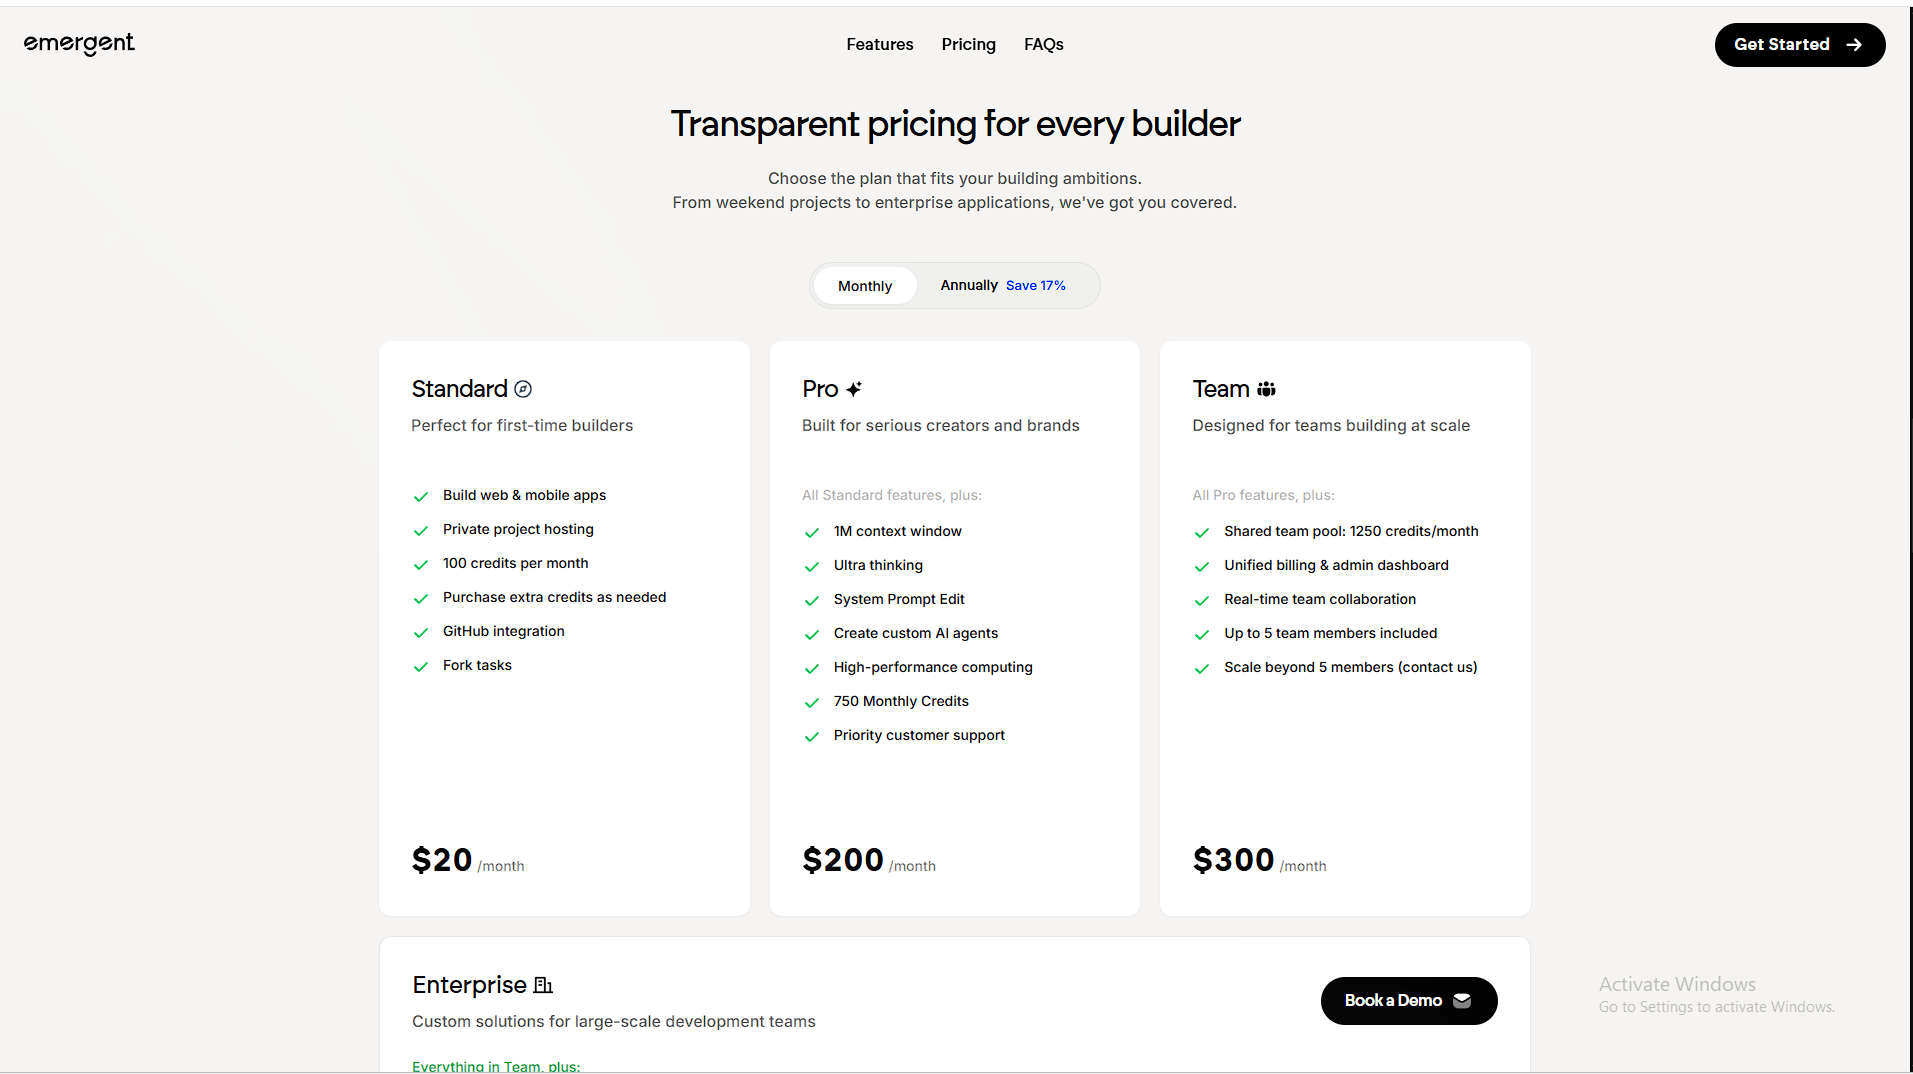 emergent
Features
Pricing
FAQs
Get Started
Transparent pricing for every builder
Choose the plan that fits your building ambitions.
From weekend projects to enterprise applications, we've got you covered.
Monthly
Annually Save 17%
Standard
Perfect for first-time builders
Build web & mobile apps
Private project hosting
100 credits per month
Purchase extra credits as needed
GitHub integration
Fork tasks
$20 /month
Pro
Built for serious creators and brands
All Standard features, plus:
1M context window
Ultra thinking
System Prompt Edit
Create custom AI agents
High-performance computing
750 Monthly Credits
Priority customer support
$200 /month
Team
Designed for teams building at scale
All Pro features, plus:
Shared team pool: 1250 credits/month
Unified billing & admin dashboard
Real-time team collaboration
Up to 5 team members included
Scale beyond 5 members (contact us)
$300 /month
Enterprise
Custom solutions for large-scale development teams
Everything in Team, plus:
Book a Demo
Activate Windows
Go to Settings to activate Windows.